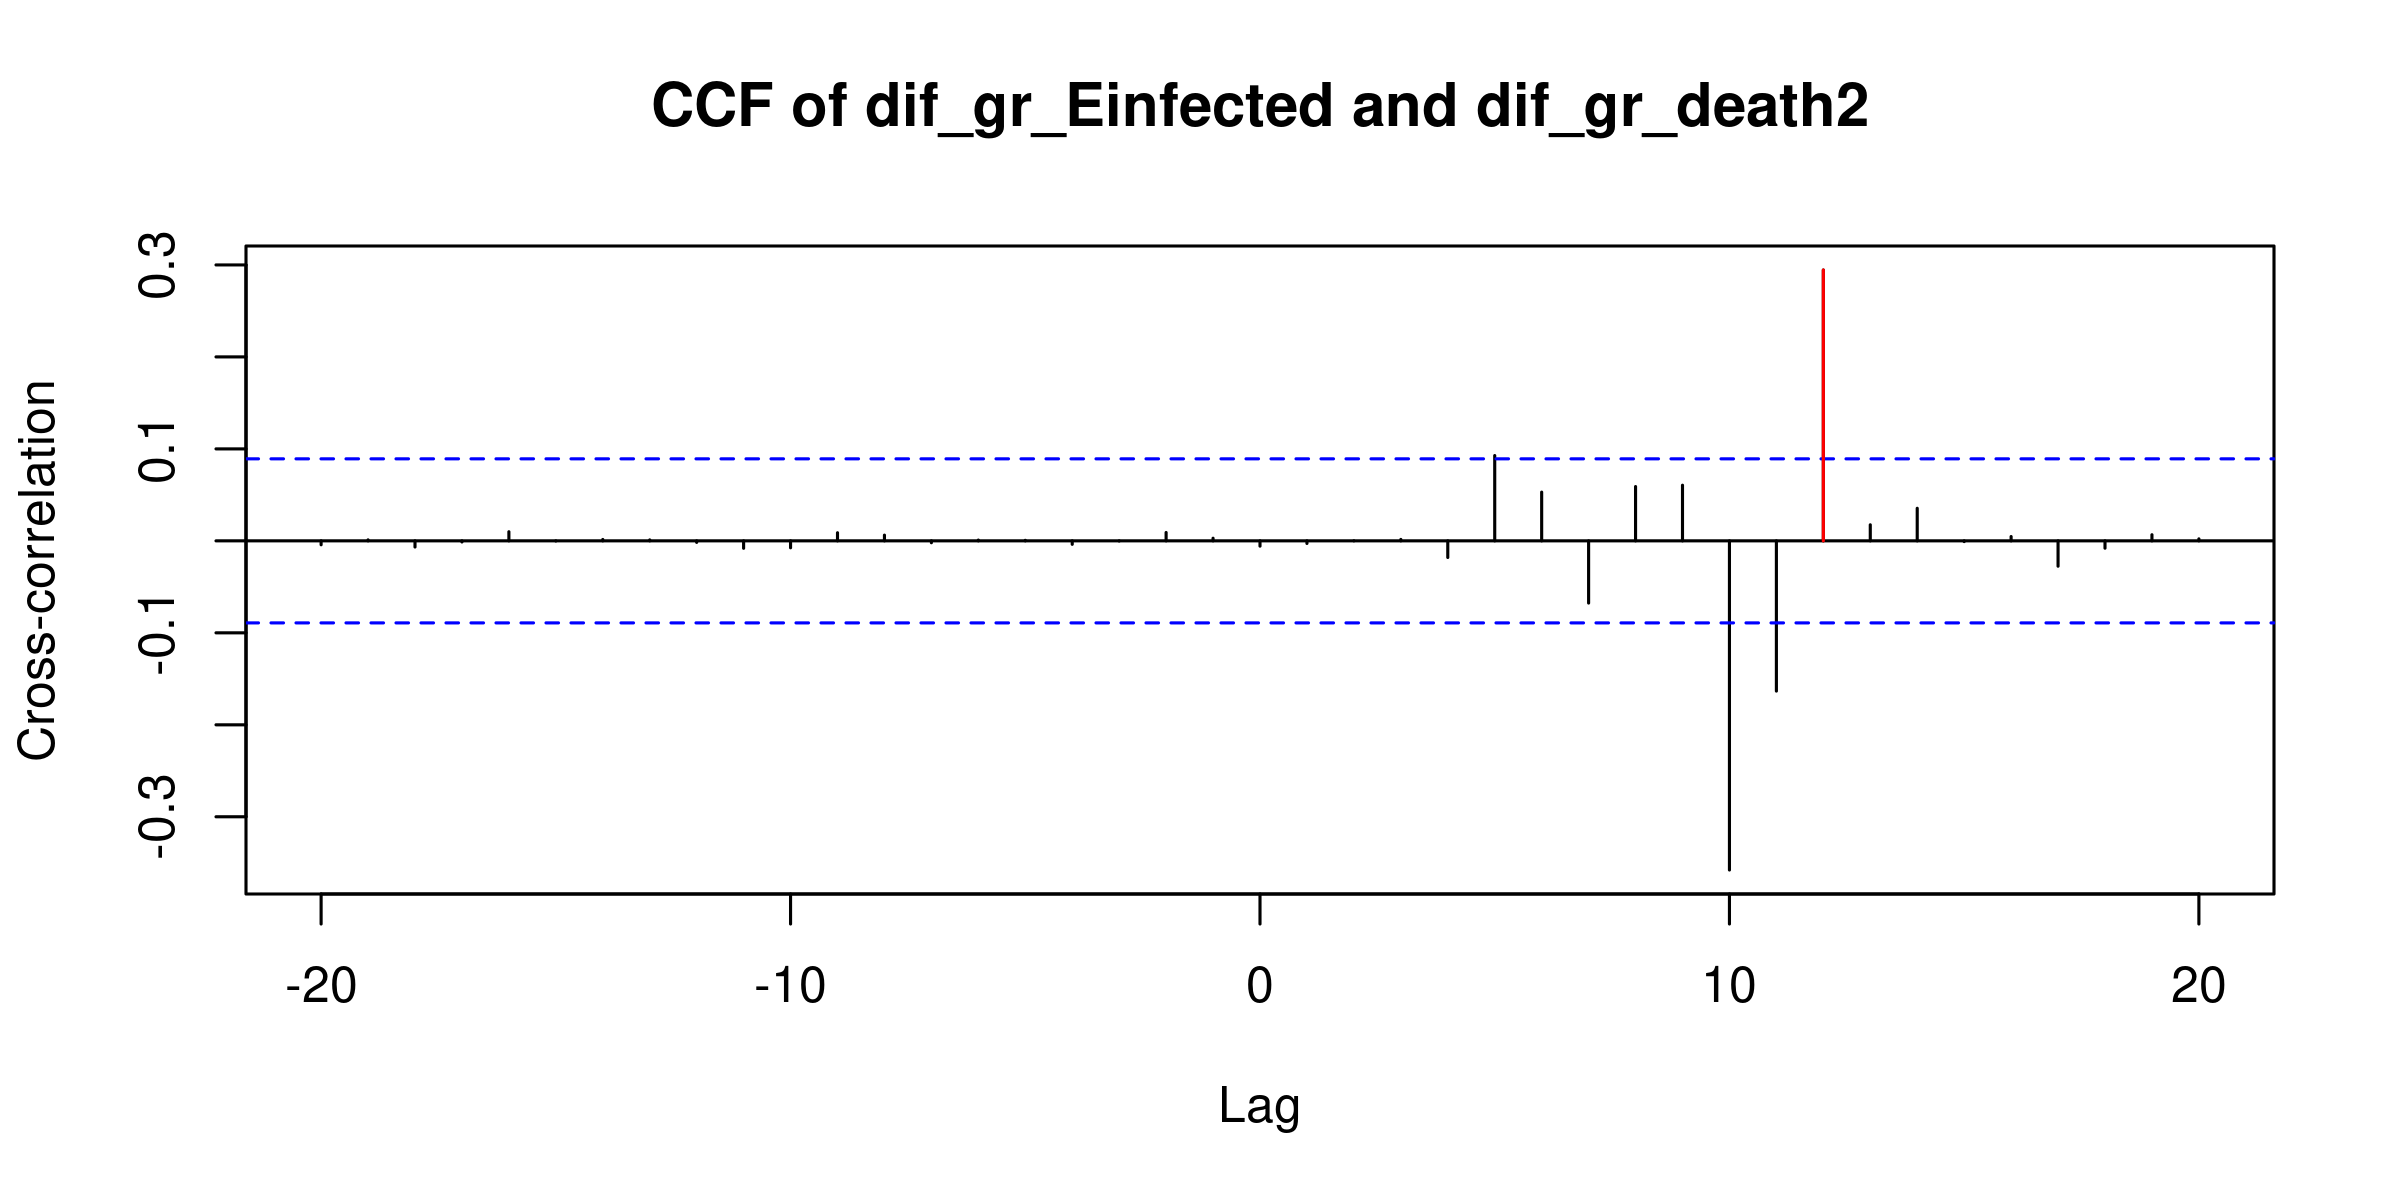 CCF of dif_gr_Einfected and dif_gr_death2
Cross-correlation
0.3
0.1
-0.1
-0.3
-20 -10 0 10 20
Lag